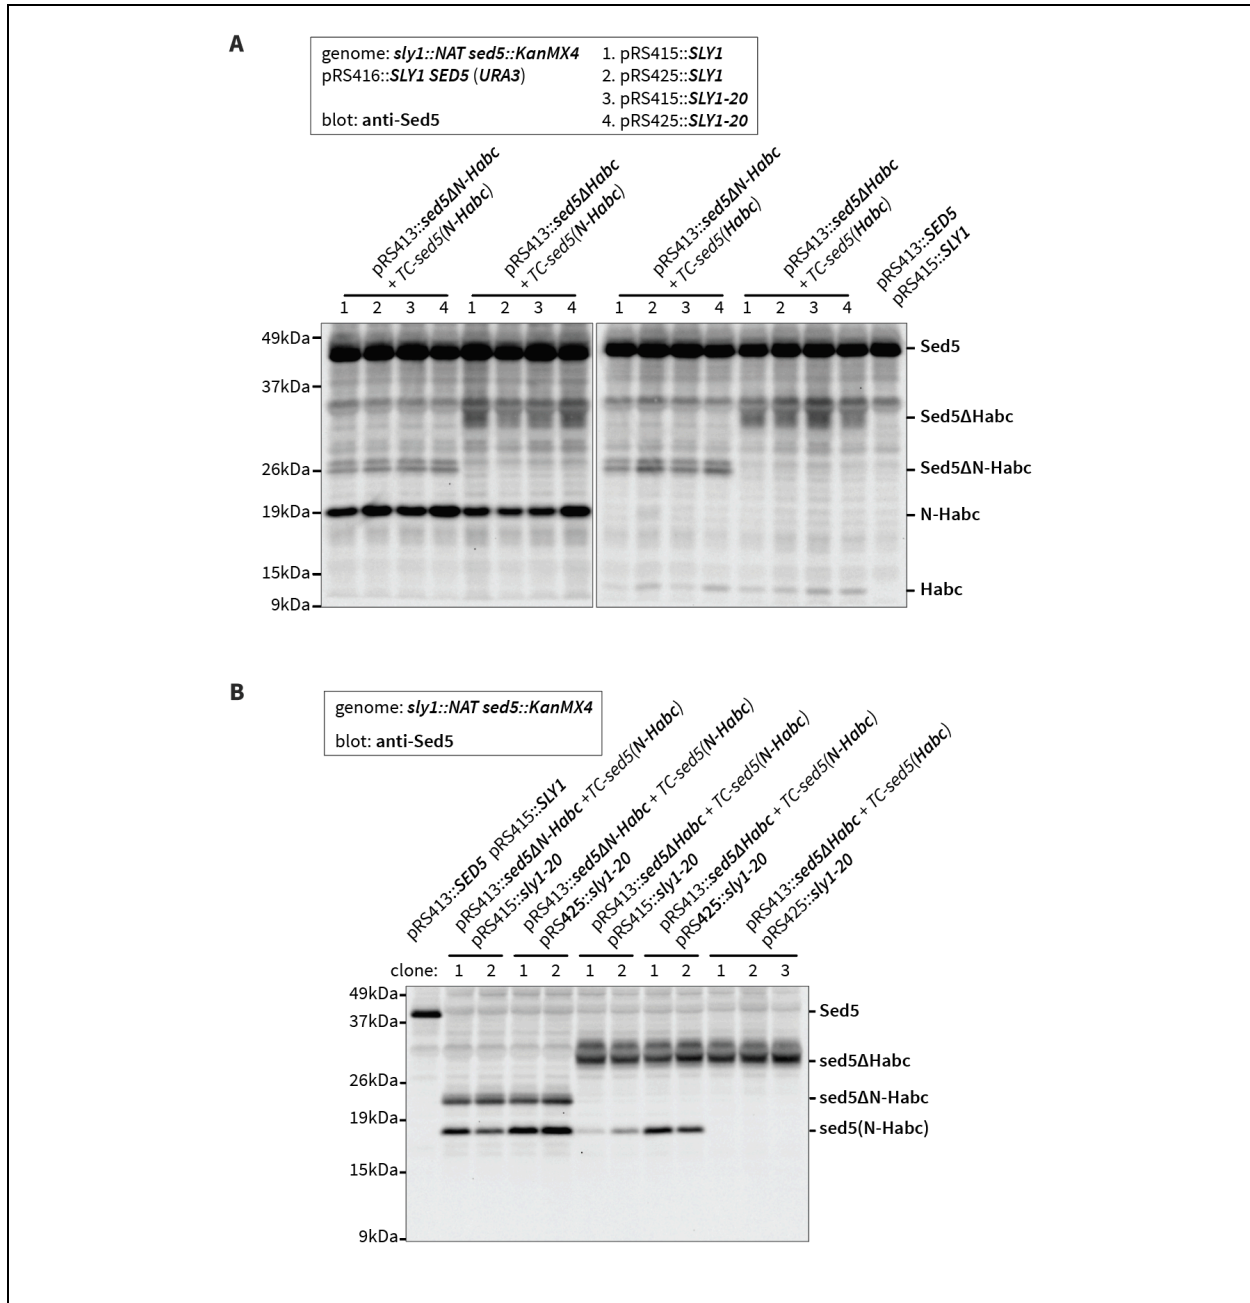 A
genome: sly1::NAT sed5::KanMX4
pRS416::SLY1 SED5 (URA3)
blot: anti-Sed5
1. pRS415::SLY1
2. pRS425::SLY1
3. pRS415::SLY1-20
4. pRS425::SLY1-20
pRS413::sed5ΔN-Habc
+ TC-sed5(N-Habc)
pRS413::sed5ΔHabc
+ TC-sed5(N-Habc)
pRS413::sed5ΔN-Habc
+ TC-sed5(Habc)
pRS413::sed5ΔHabc
+ TC-sed5(Habc)
pRS413::SED5
pRS415::SLY1
1 2 3 4 1 2 3 4 1 2 3 4 1 2 3 4
49kDa
37kDa
26kDa
19kDa
15kDa
9kDa
Sed5
Sed5ΔHabc
Sed5ΔN-Habc
N-Habc
Habc
B
genome: sly1::NAT sed5::KanMX4
blot: anti-Sed5
pRS413::SED5 pRS415::SLY1
pRS413::sed5ΔN-Habc +TC-sed5(N-Habc)
pRS415::sly1-20
pRS413::sed5ΔN-Habc + TC-sed5(N-Habc)
pRS425::sly1-20
pRS413::sed5ΔHabc + TC-sed5(N-Habc)
pRS415::sly1-20
pRS413::sed5ΔHabc + TC-sed5(N-Habc)
pRS425::sly1-20
pRS413::sed5ΔHabc + TC-sed5(Habc)
pRS425::sly1-20
clone: 1 2 1 2 1 2 1 2 1 2 3
49kDa
37kDa
26kDa
19kDa
15kDa
9kDa
Sed5
sed5ΔHabc
sed5ΔN-Habc
sed5(N-Habc)